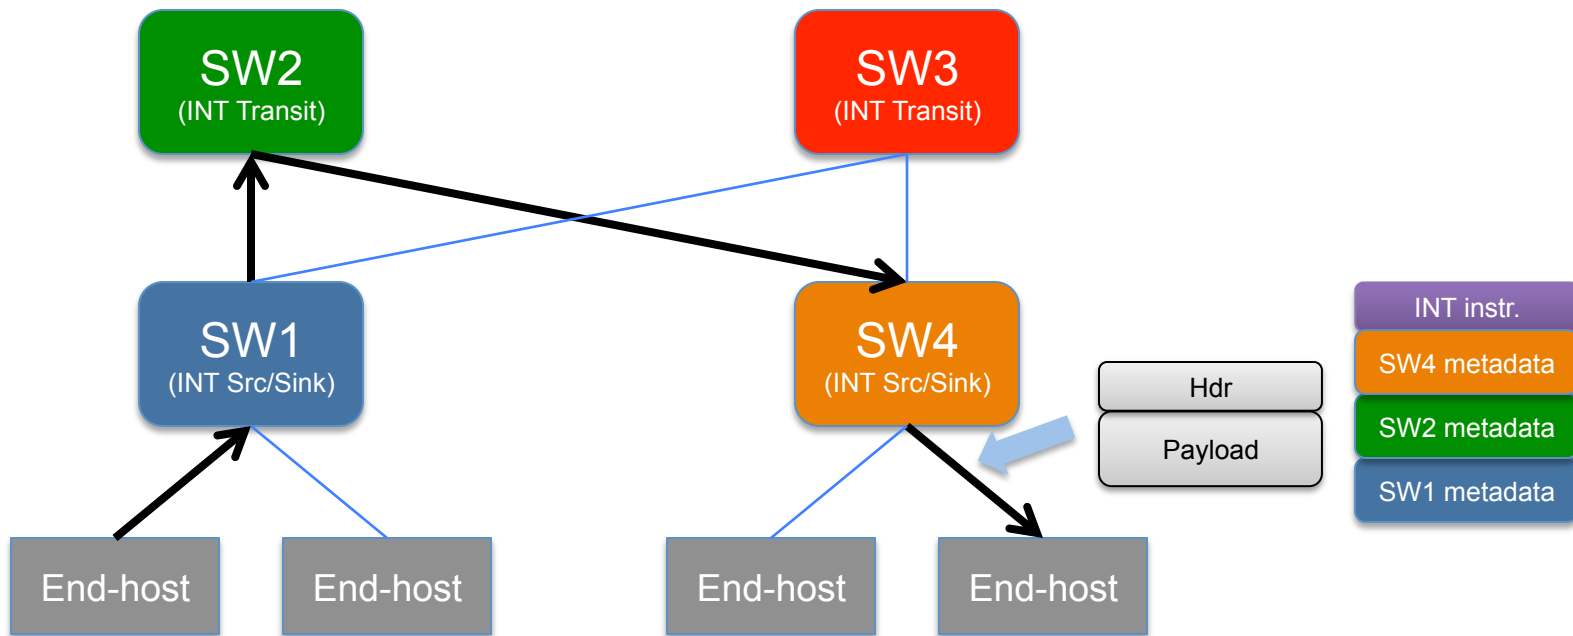 SW2
(INT Transit)
SW3
(INT Transit)
SW1
(INT Src/Sink)
SW4
(INT Src/Sink)
Hdr
Payload
INT instr.
SW4 metadata
SW2 metadata
SW1 metadata
End-host
End-host
End-host
End-host